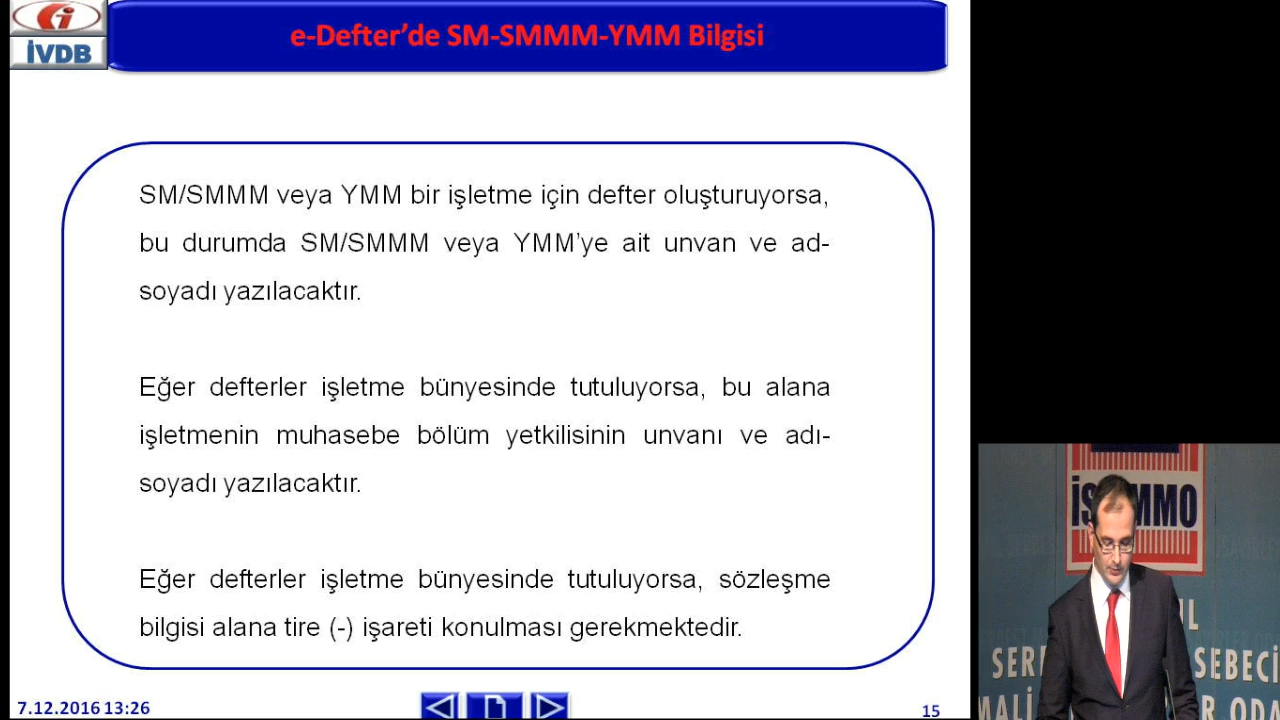 İVDB
e-Defter’de SM-SMMM-YMM Bilgisi
SM/SMMM veya YMM bir işletme için defter oluşturuyorsa,
bu durumda SM/SMMM veya YMM’ye ait unvan ve ad-
soyadı yazılacaktır.
Eğer defterler işletme bünyesinde tutuluyorsa, bu alana
işletmenin muhasebe bölüm yetkilisinin unvanı ve adı-
soyadı yazılacaktır.
Eğer defterler işletme bünyesinde tutuluyorsa, sözleşme
bilgisi alana tire (-) işareti konulması gerekmektedir.
7.12.2016 13:26
15
MALİ